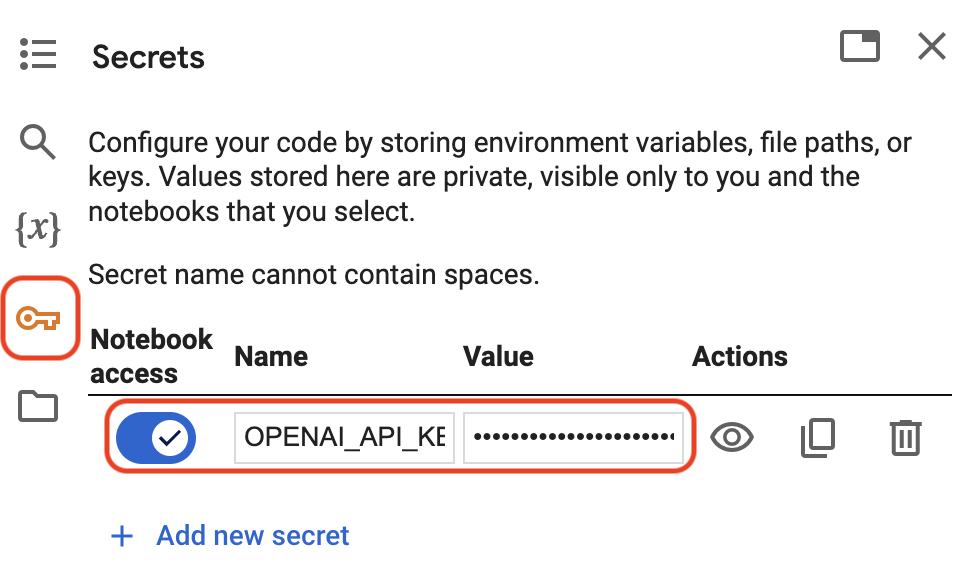 Secrets
Configure your code by storing environment variables, file paths, or
keys. Values stored here are private, visible only to you and the
notebooks that you select.
{x}
Secret name cannot contain spaces.
Notebook access
Name
Value
Actions
OPENAI_API_KE
••••••••••••••••••••••
+ Add new secret